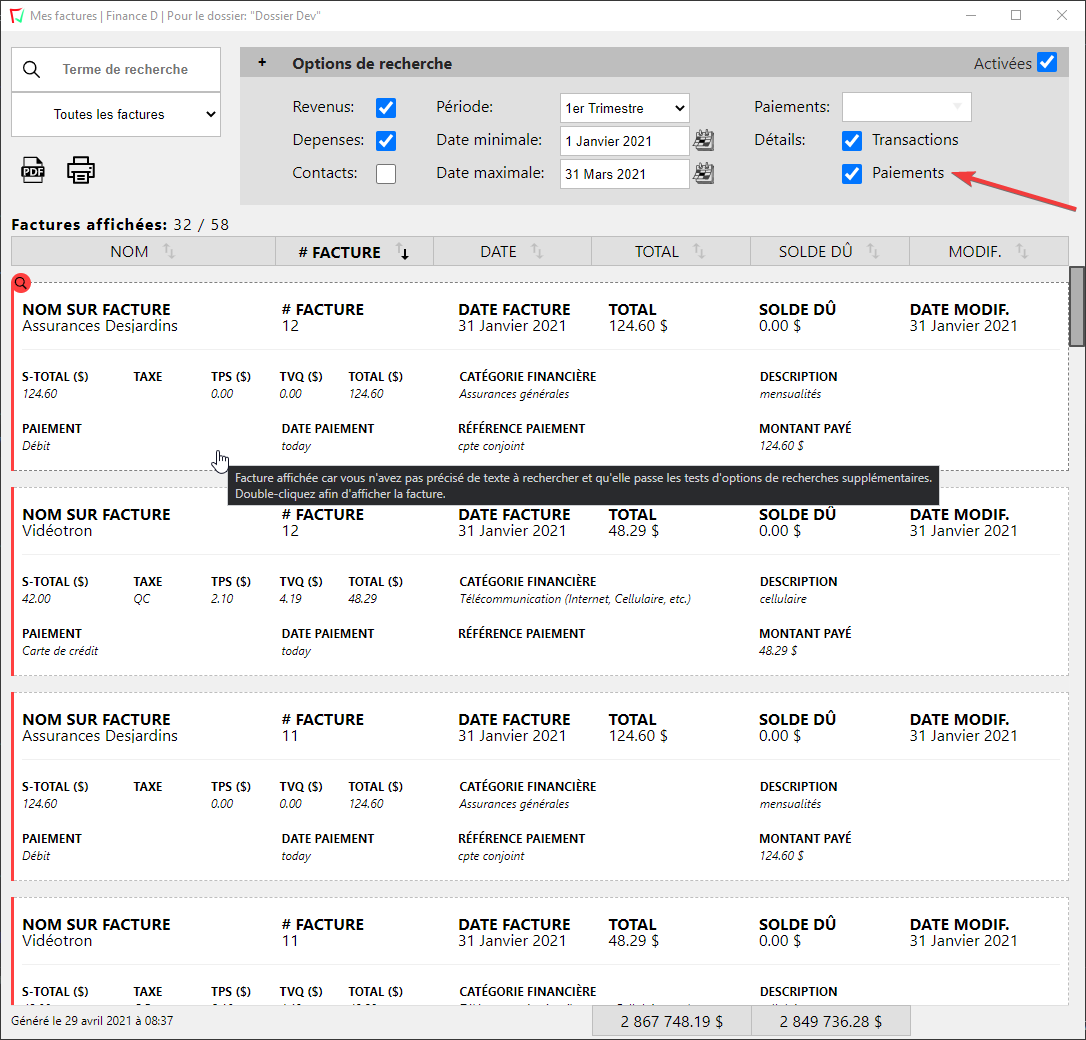 Mes factures | Finance D | Pour le dossier: "Dossier Dev"
Terme de recherche
Toutes les factures
PDF
+ Options de recherche Activées
Revenus: Période: 1er Trimestre Paiements:
Depenses: Date minimale: 1 Janvier 2021 Détails: Transactions
Contacts: Date maximale: 31 Mars 2021 Paiements
Factures affichées: 32 / 58
NOM # FACTURE DATE TOTAL SOLDE DÛ MODIF.
NOM SUR FACTURE # FACTURE DATE FACTURE TOTAL SOLDE DÛ DATE MODIF.
Assurances Desjardins 12 31 Janvier 2021 124.60 $ 0.00 $ 31 Janvier 2021
S-TOTAL ($) TAXE TPS ($) TVQ ($) TOTAL ($) CATÉGORIE FINANCIÈRE DESCRIPTION
124.60 0.00 0.00 124.60 Assurances générales mensualités
PAIEMENT DATE PAIEMENT RÉFÉRENCE PAIEMENT MONTANT PAYÉ
Débit today cpte conjoint 124.60 $
Facture affichée car vous n'avez pas précisé de texte à rechercher et qu'elle passe les tests d'options de recherches supplémentaires.
Double-cliquez afin d'afficher la facture.
NOM SUR FACTURE # FACTURE DATE FACTURE TOTAL SOLDE DÛ DATE MODIF.
Vidéotron 12 31 Janvier 2021 48.29 $ 0.00 $ 31 Janvier 2021
S-TOTAL ($) TAXE TPS ($) TVQ ($) TOTAL ($) CATÉGORIE FINANCIÈRE DESCRIPTION
42.00 QC 2.10 4.19 48.29 Télécommunication (Internet, Cellulaire, etc.) cellulaire
PAIEMENT DATE PAIEMENT RÉFÉRENCE PAIEMENT MONTANT PAYÉ
Carte de crédit today 48.29 $
NOM SUR FACTURE # FACTURE DATE FACTURE TOTAL SOLDE DÛ DATE MODIF.
Assurances Desjardins 11 31 Janvier 2021 124.60 $ 0.00 $ 31 Janvier 2021
S-TOTAL ($) TAXE TPS ($) TVQ ($) TOTAL ($) CATÉGORIE FINANCIÈRE DESCRIPTION
124.60 0.00 0.00 124.60 Assurances générales mensualités
PAIEMENT DATE PAIEMENT RÉFÉRENCE PAIEMENT MONTANT PAYÉ
Débit today cpte conjoint 124.60 $
NOM SUR FACTURE # FACTURE DATE FACTURE TOTAL SOLDE DÛ DATE MODIF.
Vidéotron 11 31 Janvier 2021 48.29 $ 0.00 $ 31 Janvier 2021
S-TOTAL ($) TAXE TPS ($) TVQ ($) TOTAL ($) CATÉGORIE FINANCIÈRE DESCRIPTION
Généré le 29 avril 2021 à 08:37 2 867 748.19 $ 2 849 736.28 $